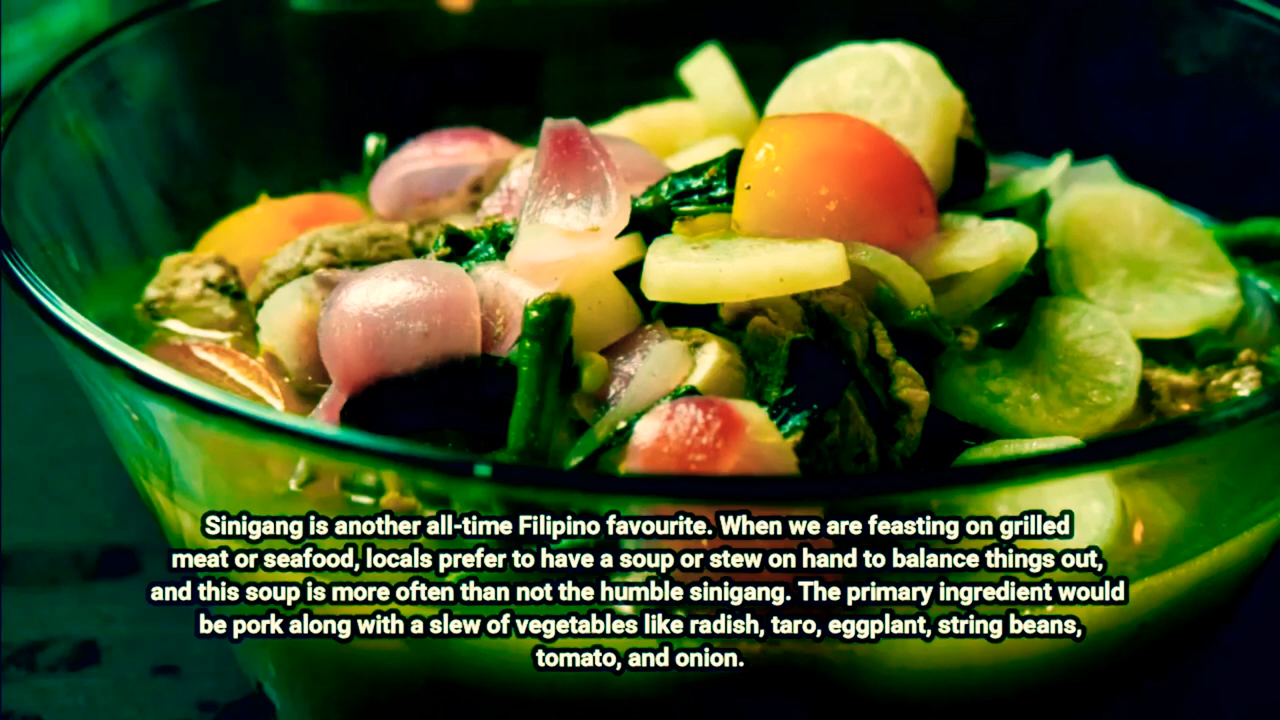 Sinigang is another all-time Filipino favourite. When we are feasting on grilled
meat or seafood, locals prefer to have a soup or stew on hand to balance things out,
and this soup is more often than not the humble sinigang. The primary ingredient would
be pork along with a slew of vegetables like radish, taro, eggplant, string beans,
tomato, and onion.